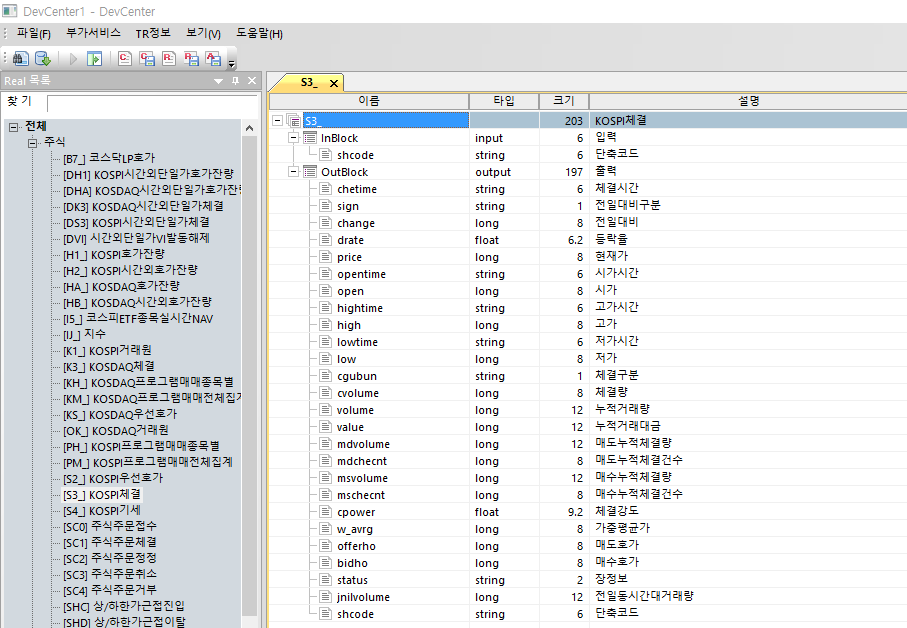 DevCenter1 - DevCenter
파일(F) 부가서비스 TR정보 보기(V) 도움말(H)
Real 목록
찾 기
전체
주식
[B7_] 코스닥LP호가
[DH1] KOSPI시간외단일가호가잔량
[DHA] KOSDAQ시간외단일가호가잔
[DK3] KOSDAQ시간외단일가체결
[DS3] KOSPI시간외단일가체결
[DVI] 시간외단일가VI발동해제
[H1_] KOSPI호가잔량
[H2_] KOSPI시간외호가잔량
[HA_] KOSDAQ호가잔량
[HB_] KOSDAQ시간외호가잔량
[I5_] 코스피ETF종목실시간NAV
[IJ_] 지수
[K1_] KOSPI거래원
[K3_] KOSDAQ체결
[KH_] KOSDAQ프로그램매매종목별
[KM_] KOSDAQ프로그램매매전체집계
[KS_] KOSDAQ우선호가
[OK_] KOSDAQ거래원
[PH_] KOSPI프로그램매매종목별
[PM_] KOSPI프로그램매매전체집계
[S2_] KOSPI우선호가
[S3_] KOSPI체결
[S4_] KOSPI기세
[SC0] 주식주문접수
[SC1] 주식주문체결
[SC2] 주식주문정정
[SC3] 주식주문취소
[SC4] 주식주문거부
[SHC] 상/하한가근접진입
[SHD] 상/하한가근접이탈
S3_
이름 타입 크기 설명
S3_ 203 KOSPI체결
InBlock input 6 입력
shcode string 6 단축코드
OutBlock output 197 출력
chetime string 6 체결시간
sign string 1 전일대비구분
change long 8 전일대비
drate float 6.2 등락율
price long 8 현재가
opentime string 6 시가시간
open long 8 시가
hightime string 6 고가시간
high long 8 고가
lowtime string 6 저가시간
low long 8 저가
cgubun string 1 체결구분
cvolume long 8 체결량
volume long 12 누적거래량
value long 12 누적거래대금
mdvolume long 12 매도누적체결량
mdchecnt long 8 매도누적체결건수
msvolume long 12 매수누적체결량
mschecnt long 8 매수누적체결건수
cpower float 9.2 체결강도
w_avrg long 8 가중평균가
offerho long 8 매도호가
bidho long 8 매수호가
status string 2 장정보
jnilvolume long 12 전일동시간대거래량
shcode string 6 단축코드